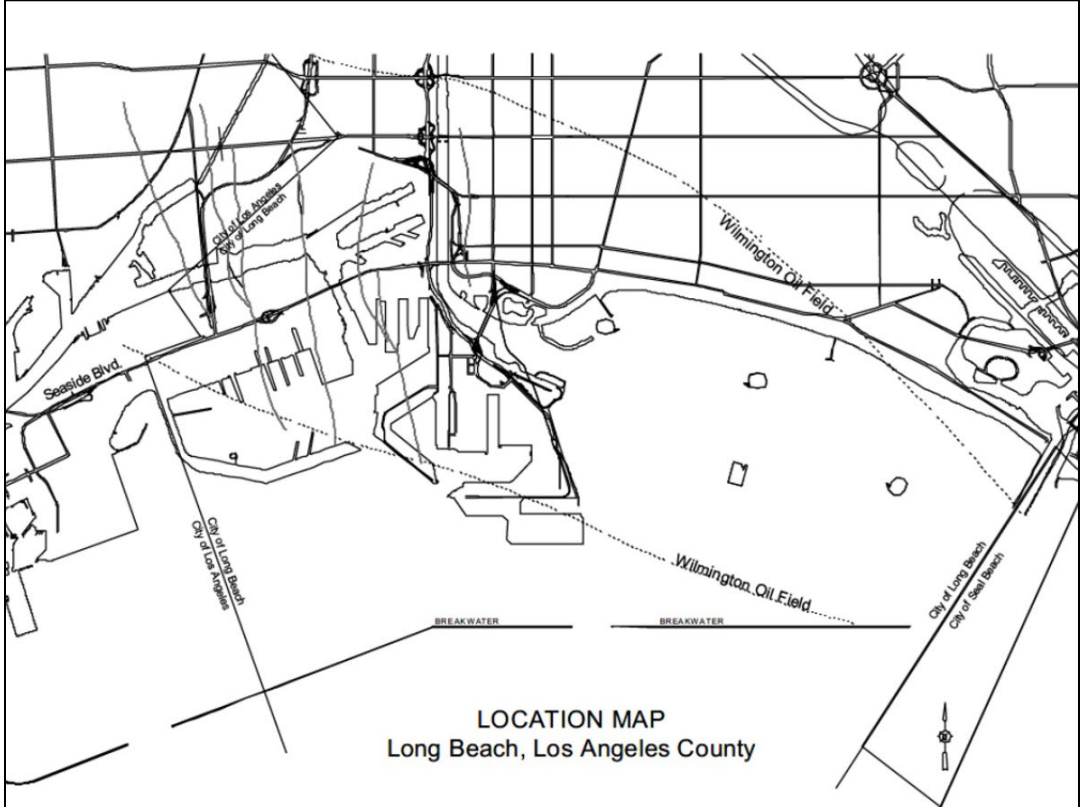 City of Los Angeles
City of Long Beach
Wilmington Oil Field
Seaside Blvd.
City of Long Beach
City of Los Angeles
Wilmington Oil Field
City of Long Beach
City of Seal Beach
BREAKWATER
BREAKWATER
LOCATION MAP
Long Beach, Los Angeles County